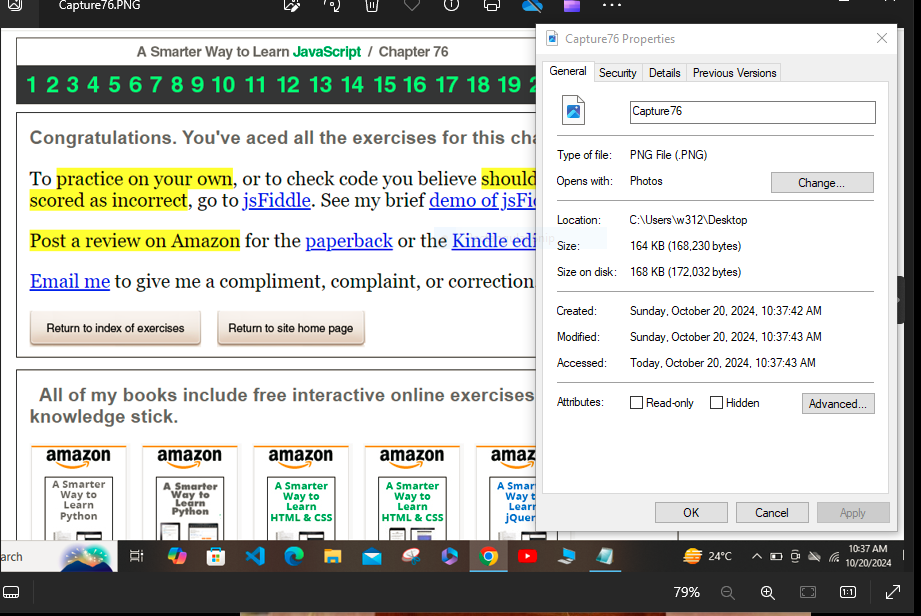 Capture76.PNG
A Smarter Way to Learn JavaScript / Chapter 76
1 2 3 4 5 6 7 8 9 10 11 12 13 14 15 16 17 18 19 2
Congratulations. You've aced all the exercises for this cha
To practice on your own, or to check code you believe should
scored as incorrect, go to jsFiddle. See my brief demo of jsFi
Post a review on Amazon for the paperback or the Kindle edi
Email me to give me a compliment, complaint, or correction
Return to index of exercises
Return to site home page
All of my books include free interactive online exercises
knowledge stick.
amazon
A Smarter
Way to
Learn
Python
amazon
A Smarter
Way to
Learn
Python
amazon
A Smarter
Way to
Learn
HTML & CSS
amazon
A Smarter
Way to
Learn
HTML & CSS
amaz
A Smar
Way t
Learn
jQuer
Capture76 Properties
General Security Details Previous Versions
Capture76
Type of file: PNG File (.PNG)
Opens with: Photos Change...
Location: C:\Users\w312\Desktop
Size: 164 KB (168,230 bytes)
Size on disk: 168 KB (172,032 bytes)
Created: Sunday, October 20, 2024, 10:37:42 AM
Modified: Sunday, October 20, 2024, 10:37:43 AM
Accessed: Today, October 20, 2024, 10:37:43 AM
Attributes: Read-only Hidden Advanced...
OK Cancel Apply
arch
24°C
10:37 AM
10/20/2024
79%
1:1